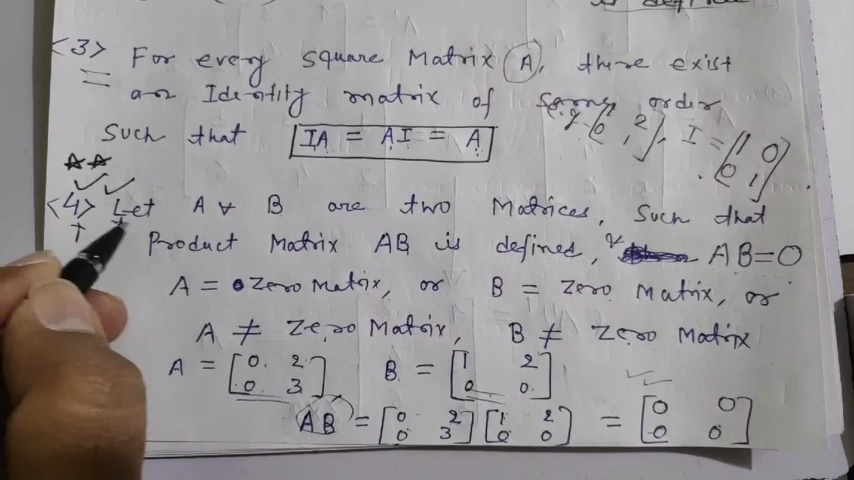 is defined
<3> For every square Matrix A, there exist
an Identity matrix of same order
Such that IA = AI = A
I = [1 0
0 1]
<4> Let A & B are two Matrices, Such that
Product Matrix AB is defined, & AB=0
A = Zero Matrix, or B = Zero Matrix, or
A ≠ Zero Matrix, B ≠ Zero Matrix
A = [0 2 B = [1 2
0 3] 0 0]
AB = [0 2 [1 2 = [0 0
0 3] 0 0] 0 0]